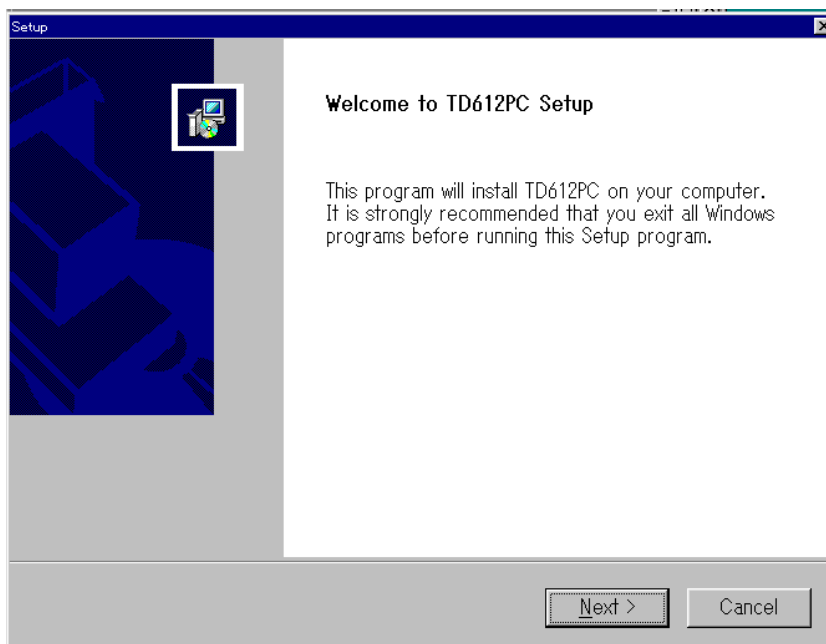 Setup
Welcome to TD612PC Setup
This program will install TD612PC on your computer.
It is strongly recommended that you exit all Windows
programs before running this Setup program.
Next >
Cancel